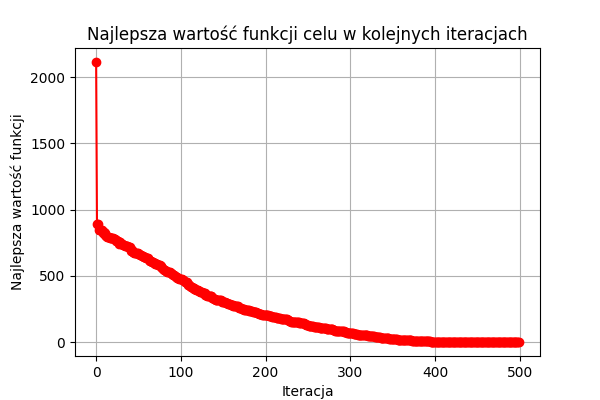 Najlepsza wartość funkcji celu w kolejnych iteracjach
Najlepsza wartość funkcji
2000
1500
1000
500
0
0 100 200 300 400 500
Iteracja